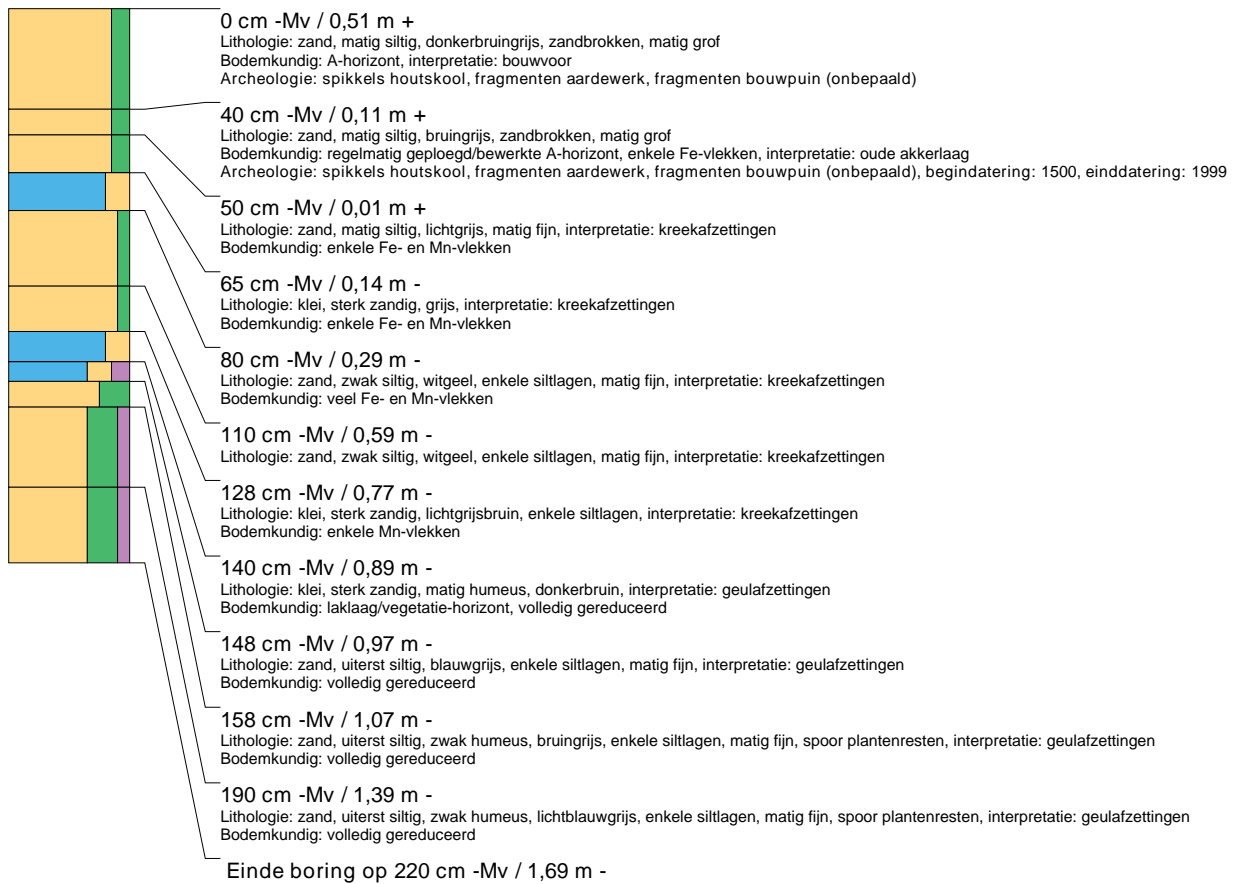 0 cm -Mv / 0,51 m +
Lithologie: zand, matig siltig, donkerbruingrijs, zandbrokken, matig grof
Bodemkundig: A-horizont, interpretatie: bouwvoor
Archeologie: spikkels houtskool, fragmenten aardewerk, fragmenten bouwpuin (onbepaald)
40 cm -Mv / 0,11 m +
Lithologie: zand, matig siltig, bruingrijs, zandbrokken, matig grof
Bodemkundig: regelmatig geploegd/bewerkte A-horizont, enkele Fe-vlekken, interpretatie: oude akkerlaag
Archeologie: spikkels houtskool, fragmenten aardewerk, fragmenten bouwpuin (onbepaald), begindatering: 1500, einddatering: 1999
50 cm -Mv / 0,01 m +
Lithologie: zand, matig siltig, lichtgrijs, matig fijn, interpretatie: kreekafzettingen
Bodemkundig: enkele Fe- en Mn-vlekken
65 cm -Mv / 0,14 m -
Lithologie: klei, sterk zandig, grijs, interpretatie: kreekafzettingen
Bodemkundig: enkele Fe- en Mn-vlekken
80 cm -Mv / 0,29 m -
Lithologie: zand, zwak siltig, witgeel, enkele siltlagen, matig fijn, interpretatie: kreekafzettingen
Bodemkundig: veel Fe- en Mn-vlekken
110 cm -Mv / 0,59 m -
Lithologie: zand, zwak siltig, witgeel, enkele siltlagen, matig fijn, interpretatie: kreekafzettingen
128 cm -Mv / 0,77 m -
Lithologie: klei, sterk zandig, lichtgrijsbruin, enkele siltlagen, interpretatie: kreekafzettingen
Bodemkundig: enkele Mn-vlekken
140 cm -Mv / 0,89 m -
Lithologie: klei, sterk zandig, matig humeus, donkerbruin, interpretatie: geulafzettingen
Bodemkundig: laklaag/vegetatie-horizont, volledig gereduceerd
148 cm -Mv / 0,97 m -
Lithologie: zand, uiterst siltig, blauwgrijs, enkele siltlagen, matig fijn, interpretatie: geulafzettingen
Bodemkundig: volledig gereduceerd
158 cm -Mv / 1,07 m -
Lithologie: zand, uiterst siltig, zwak humeus, bruingrijs, enkele siltlagen, matig fijn, spoor plantenresten, interpretatie: geulafzettingen
Bodemkundig: volledig gereduceerd
190 cm -Mv / 1,39 m -
Lithologie: zand, uiterst siltig, zwak humeus, lichtblauwgrijs, enkele siltlagen, matig fijn, spoor plantenresten, interpretatie: geulafzettingen
Bodemkundig: volledig gereduceerd
Einde boring op 220 cm -Mv / 1,69 m -